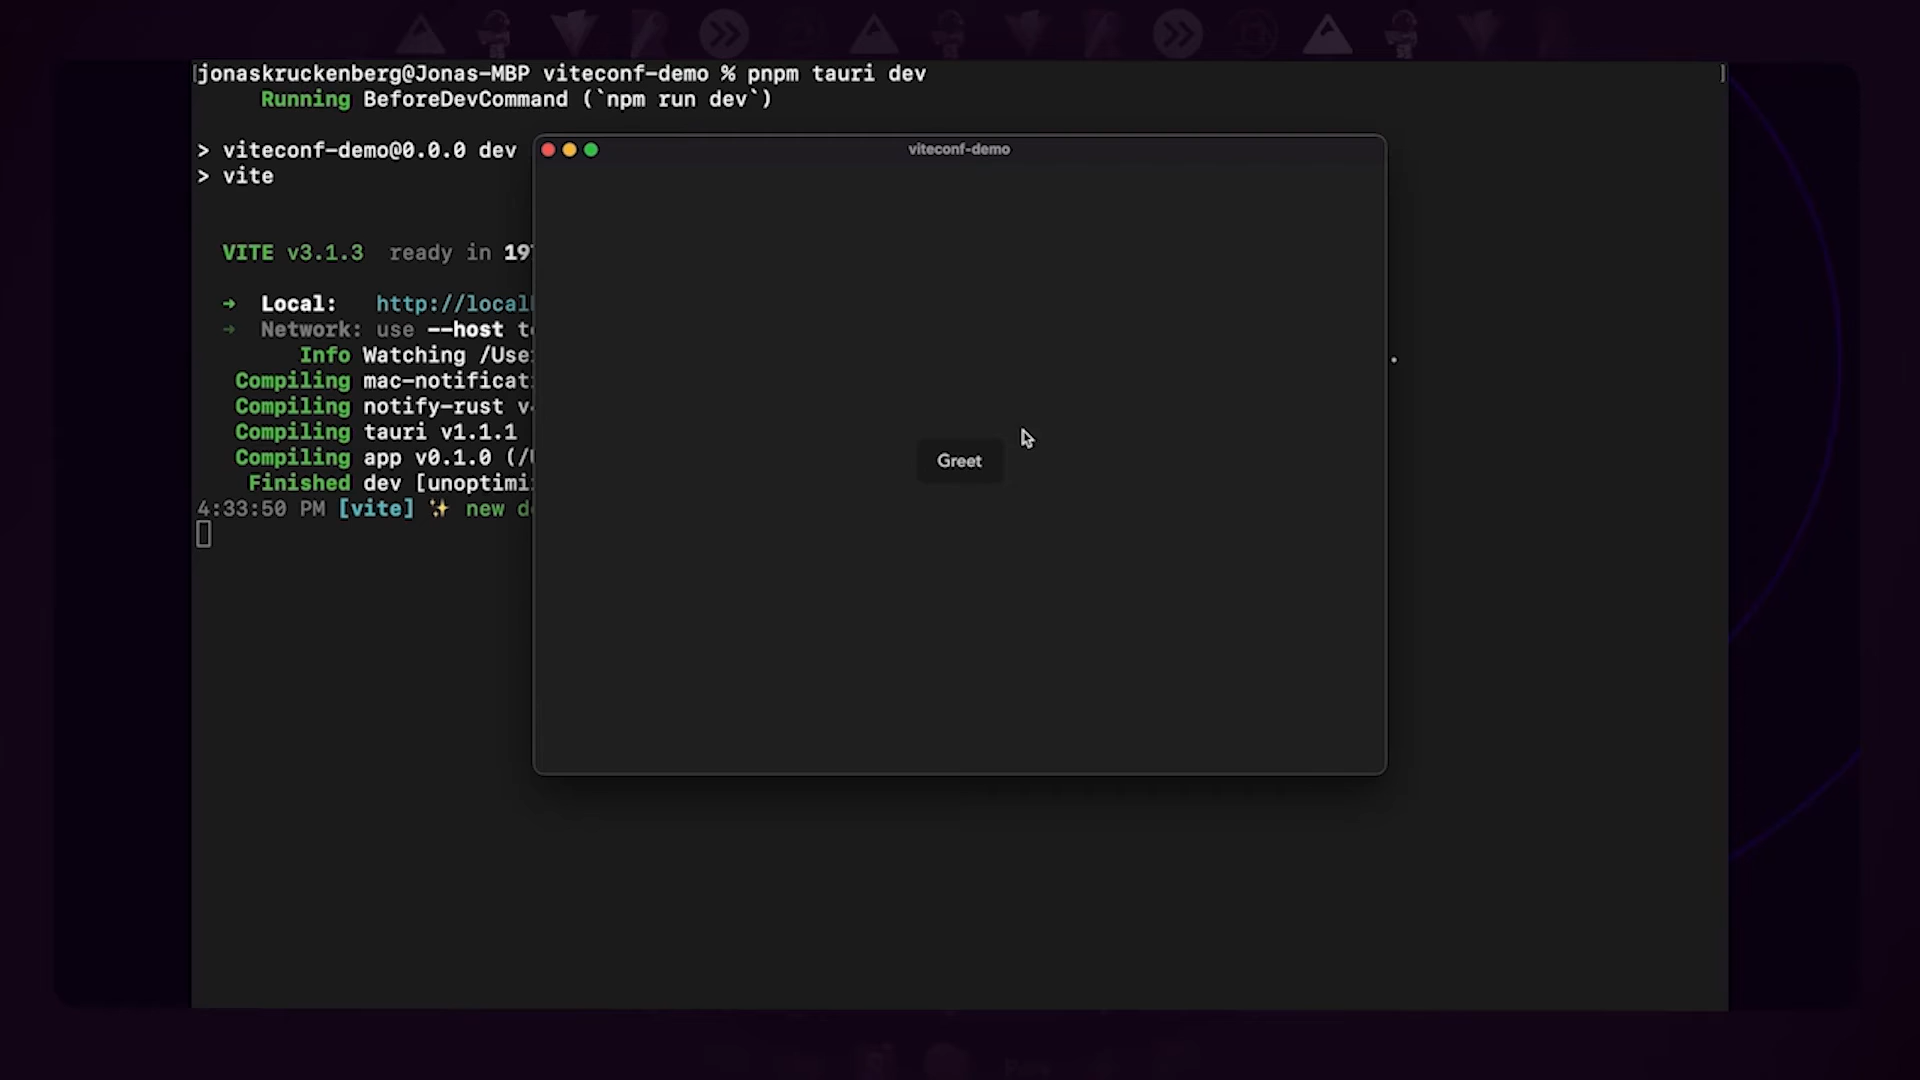 jonaskruckenberg@Jonas-MBP viteconf-demo % pnpm tauri dev
Running BeforeDevCommand (`npm run dev`)
> viteconf-demo@0.0.0 dev
> vite
VITE v3.1.3 ready in 19
➜ Local: http://local
➜ Network: use --host
Info Watching /Use
Compiling mac-notificat
Compiling notify-rust
Compiling tauri v1.1.1
Compiling app v0.1.0 (/
Finished dev [unoptimi
4:33:50 PM [vite] ✨ new
viteconf-demo
Greet